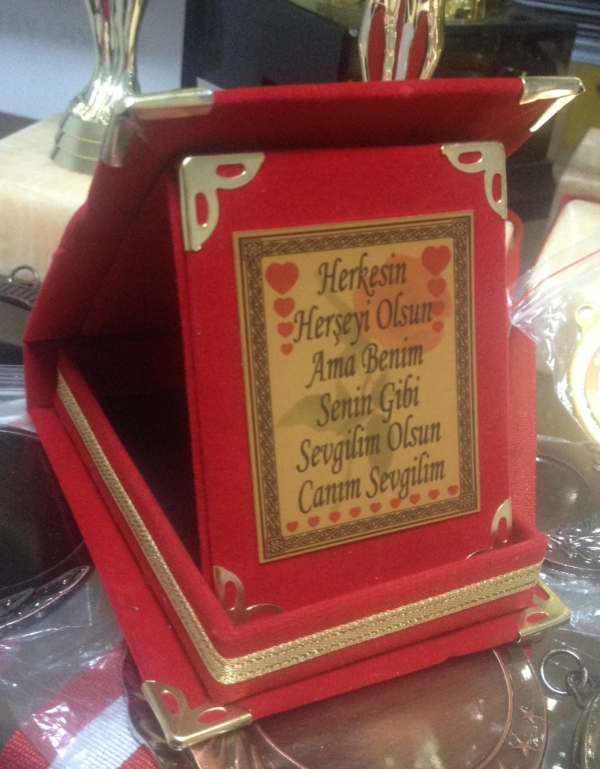 Herkesin
Herşeyi Olsun
Ama Benim
Senin Gibi
Sevgilim Olsun
Canım Sevgilim